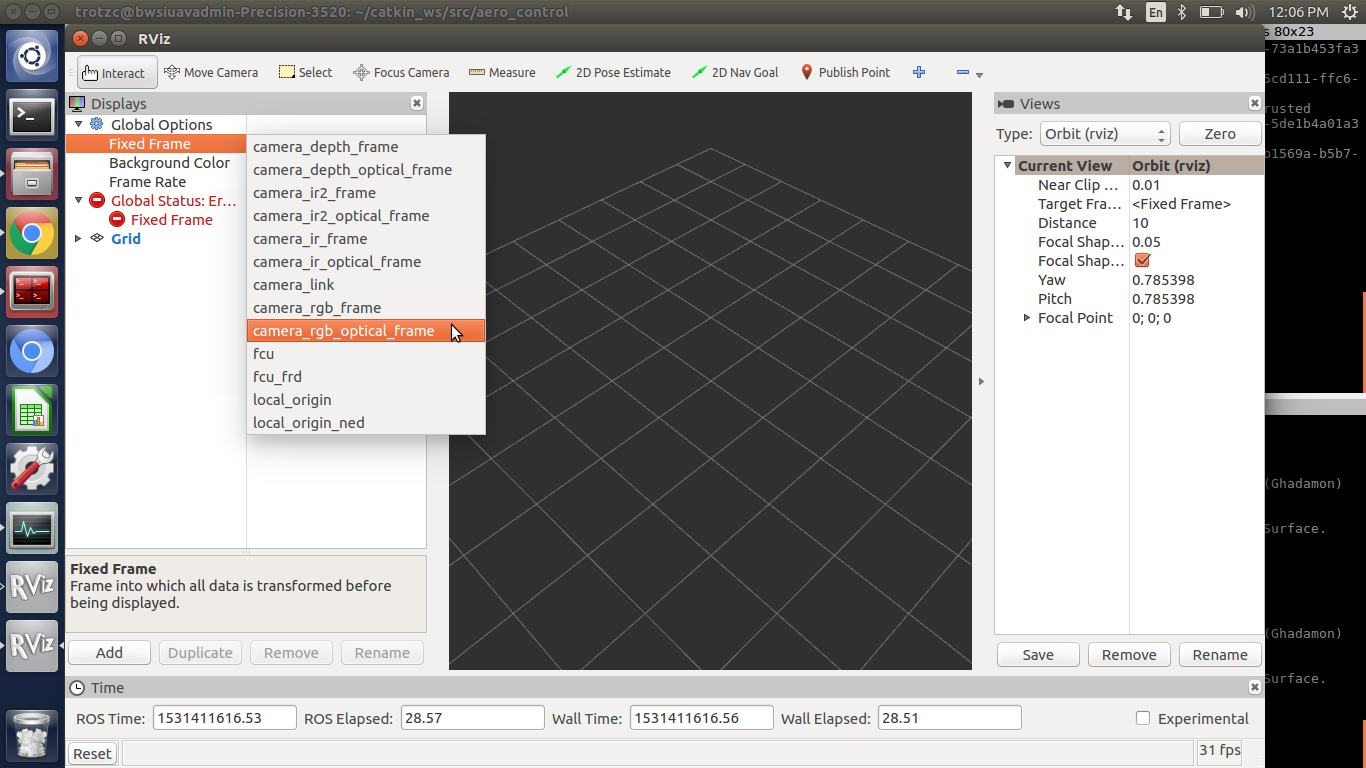 trotzc@bwsiuavadmin-Precision-3520: ~/catkin_ws/src/aero_control
En
12:06 PM
RViz
s 80x23
Interact
Move Camera
Select
Focus Camera
Measure
2D Pose Estimate
2D Nav Goal
Publish Point
Displays
Global Options
Fixed Frame
Background Color
Frame Rate
Global Status: Er...
Fixed Frame
Grid
camera_depth_frame
camera_depth_optical_frame
camera_ir2_frame
camera_ir2_optical_frame
camera_ir_frame
camera_ir_optical_frame
camera_link
camera_rgb_frame
camera_rgb_optical_frame
fcu
fcu_frd
local_origin
local_origin_ned
Fixed Frame
Frame into which all data is transformed before
being displayed.
Add
Duplicate
Remove
Rename
Views
Type: Orbit (rviz)
Zero
Current View Orbit (rviz)
Near Clip ... 0.01
Target Fra... <Fixed Frame>
Distance 10
Focal Shap... 0.05
Focal Shap...
Yaw 0.785398
Pitch 0.785398
Focal Point 0; 0; 0
Save
Remove
Rename
-73a1b453fa3
5cd111-ffc6-
rusted
-5de1b4a01a3
b1569a-b5b7-
(Ghadamon)
Surface.
(Ghadamon)
Surface.
RViz
RViz
Time
ROS Time: 1531411616.53 ROS Elapsed: 28.57 Wall Time: 1531411616.56 Wall Elapsed: 28.51 Experimental
Reset
31 fps